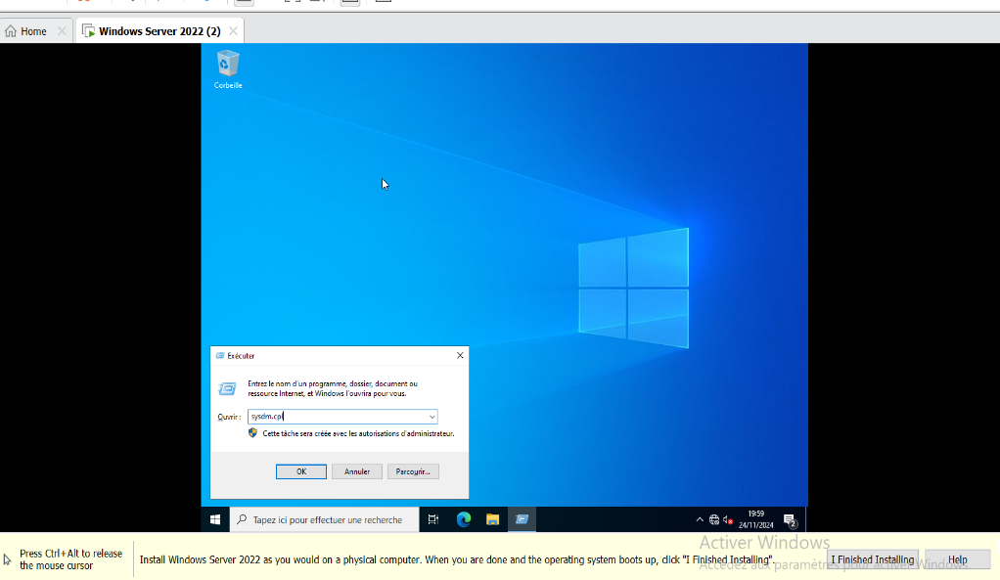 Home
Windows Server 2022 (2)
Corbeille
Exécuter
Entrez le nom d'un programme, dossier, document ou
ressource Internet, et Windows l'ouvrira pour vous.
Ouvrir :
sysdm.cpl
Cette tâche sera créée avec les autorisations d'administrateur.
OK
Annuler
Parcourir...
Tapez ici pour effectuer une recherche
19:59
24/11/2024
2
Activer Windows
Accédez aux paramètres pour activer Windows.
Press Ctrl+Alt to release
the mouse cursor
Install Windows Server 2022 as you would on a physical computer. When you are done and the operating system boots up, click "I Finished Installing".
I Finished Installing
Help